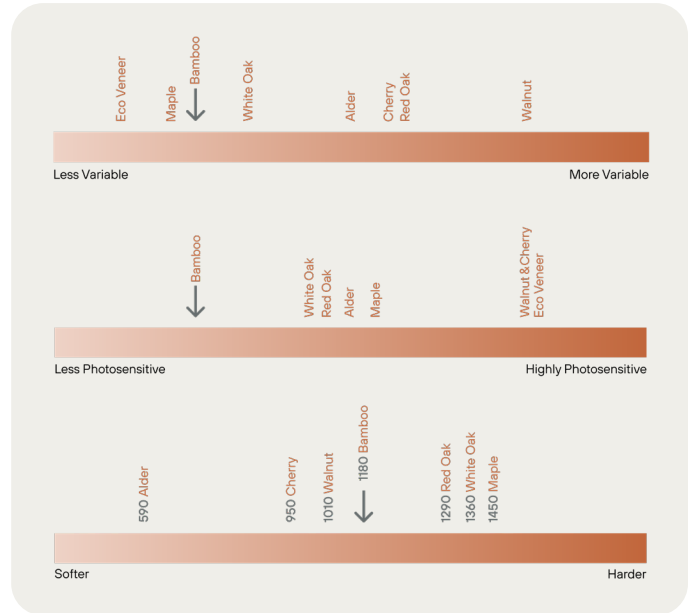 Eco Veneer
Maple
Bamboo
White Oak
Alder
Cherry
Red Oak
Walnut
Less Variable
More Variable
Bamboo
White Oak
Red Oak
Alder
Maple
Walnut & Cherry
Eco Veneer
Less Photosensitive
Highly Photosensitive
590 Alder
950 Cherry
1010 Walnut
1180 Bamboo
1290 Red Oak
1360 White Oak
1450 Maple
Softer
Harder